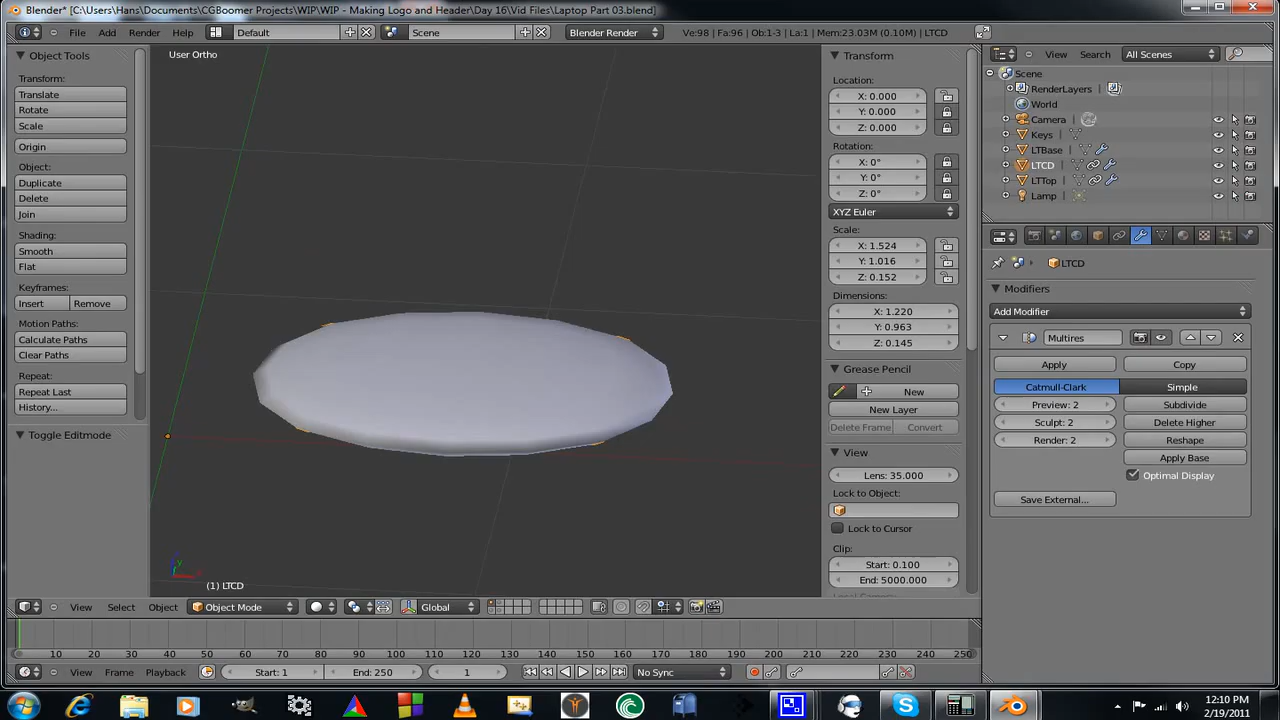 Blender* [C:\Users\Hans\Documents\CGBoomer Projects\WIP\WIP - Making Logo and Header\Day 16\Vid Files\Laptop Part 03.blend]
File Add Render Help Default Scene Blender Render Ve:98 | Fa:96 | Ob:1-3 | La:1 | Mem:23.03M (0.10M) | LTCD
View Search All Scenes
Object Tools
Transform:
Translate
Rotate
Scale
Origin
Object:
Duplicate
Delete
Join
Shading:
Smooth
Flat
Keyframes:
Insert Remove
Motion Paths:
Calculate Paths
Clear Paths
Repeat:
Repeat Last
History...
Toggle Editmode
User Ortho
(1) LTCD
Transform
Location:
X: 0.000
Y: 0.000
Z: 0.000
Rotation:
X: 0°
Y: 0°
Z: 0°
XYZ Euler
Scale:
X: 1.524
Y: 1.016
Z: 0.152
Dimensions:
X: 1.220
Y: 0.963
Z: 0.145
Grease Pencil
New
New Layer
Delete Frame Convert
View
Lens: 35.000
Lock to Object:
Lock to Cursor
Clip:
Start: 0.100
End: 5000.000
Scene
RenderLayers
World
Camera
Keys
LTBase
LTCD
LTTop
Lamp
LTCD
Modifiers
Add Modifier
Multires
Apply Copy
Catmull-Clark Simple
Preview: 2 Subdivide
Sculpt: 2 Delete Higher
Render: 2 Reshape
Apply Base
Optimal Display
Save External...
View Select Object Object Mode Global
10 20 30 40 50 60 70 80 90 100 110 120 130 140 150 160 170 180 190 200 210 220 230 240 250
View Frame Playback Start: 1 End: 250 1 No Sync
12:10 PM
2/19/2011